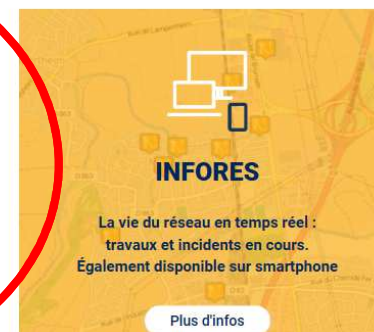 INFORES
La vie du réseau en temps réel :
travaux et incidents en cours.
Également disponible sur smartphone
Plus d'infos